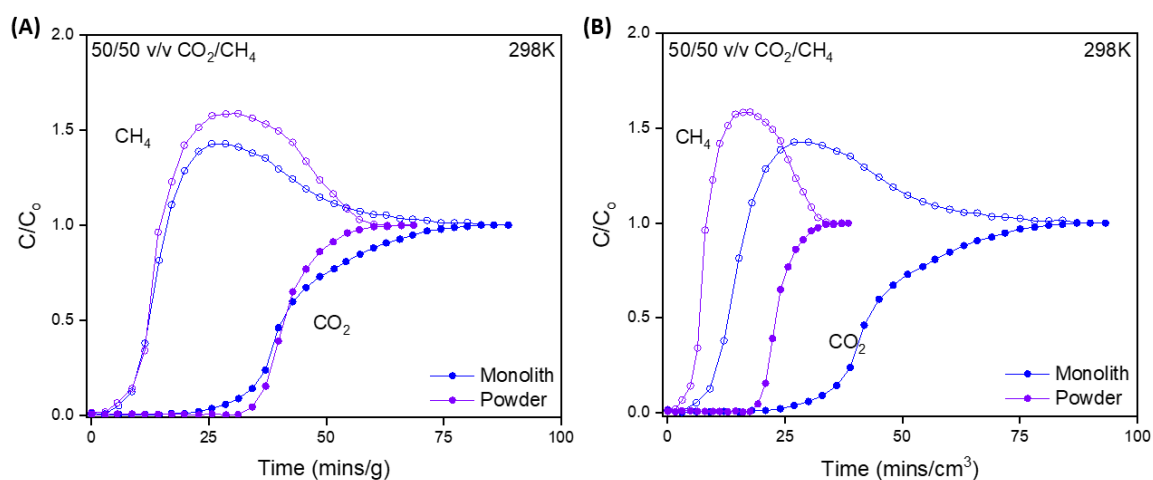 (A)
2.0
50/50 v/v CO₂/CH₄ 298K
1.5
CH₄
C/Cₒ
1.0
0.5
CO₂
Monolith
Powder
0.0
0 25 50 75 100
Time (mins/g)
(B)
2.0
50/50 v/v CO₂/CH₄ 298K
1.5
CH₄
C/Cₒ
1.0
0.5
CO₂
Monolith
Powder
0.0
0 25 50 75 100
Time (mins/cm³)